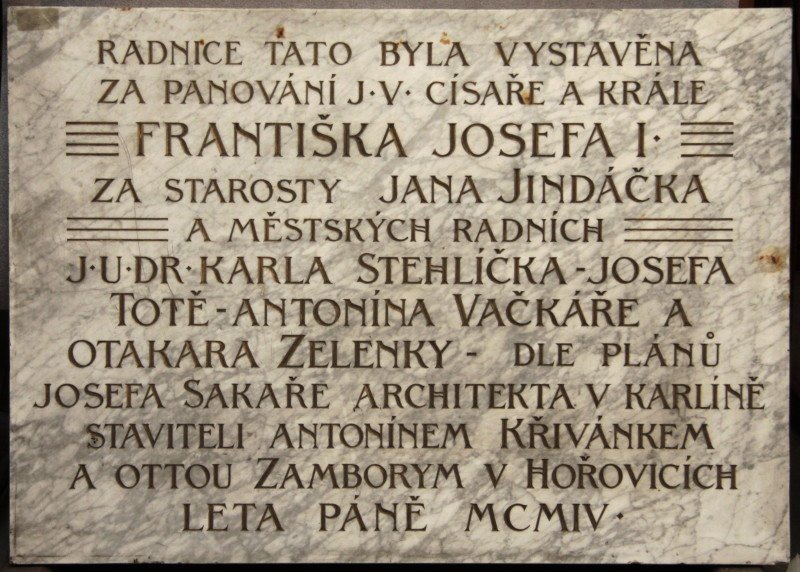 RADNICE TATO BYLA VYSTAVĚNA
ZA PANOVÁNÍ J·V· CÍSAŘE A KRÁLE
FRANTIŠKA JOSEFA I·
ZA STAROSTY JANA JINDÁČKA
A MĚSTSKÝCH RADNÍCH
J·U·DR·KARLA STEHLÍČKA-JOSEFA
TOTĚ-ANTONÍNA VAČKÁŘE A
OTAKARA ZELENKY- DLE PLÁNŮ
JOSEFA SAKAŘE ARCHITEKTA V KARLÍNĚ
STAVITELI ANTONÍNEM KŘIVÁNKEM
A OTTOU ZAMBORYM V HOŘOVICÍCH
LETA PÁNĚ MCMIV·